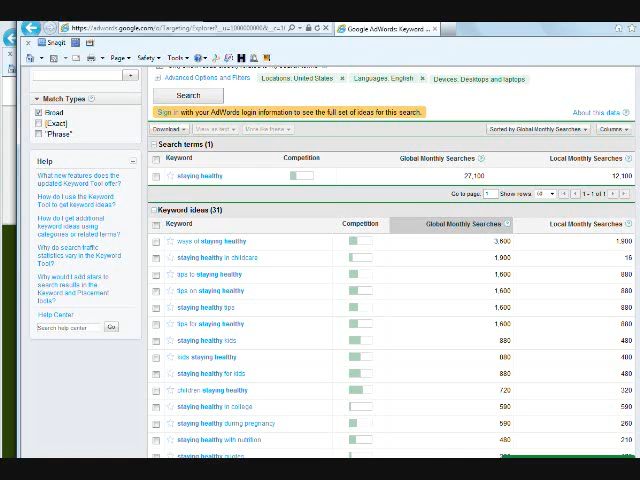 https://adwords.google.com/o/Targeting/Explorer?_u=1000000000&_c=1(
Google AdWords: Keyword ...
Snagit
Page
Safety
Tools
Advanced Options and Filters
Locations: United States
Languages: English
Devices: Desktops and laptops
Search
Sign in with your AdWords login information to see the full set of ideas for this search.
About this data
Match Types
Broad
[Exact]
"Phrase"
Help
What new features does the updated Keyword Tool offer?
How do I use the Keyword Tool to get keyword ideas?
How do I get additional keyword ideas using categories or related terms?
Why do search traffic statistics vary in the Keyword Tool?
Why would I add stars to search results in the Keyword and Placement tools?
Help Center
Search help center
Go
Download
View as text
More like these
Sorted by Global Monthly Searches
Columns
Search terms (1)
Keyword Competition Global Monthly Searches Local Monthly Searches
staying healthy 27,100 12,100
Go to page: 1 Show rows: 50 1 - 1 of 1
Keyword ideas (31)
Keyword Competition Global Monthly Searches Local Monthly Searches
ways of staying healthy 3,600 1,900
staying healthy in childcare 1,900 16
tips to staying healthy 1,600 880
tips on staying healthy 1,600 880
staying healthy tips 1,600 880
tips for staying healthy 1,600 880
staying healthy kids 880 480
kids staying healthy 880 480
staying healthy for kids 880 480
children staying healthy 720 320
staying healthy in college 590 590
staying healthy during pregnancy 590 260
staying healthy with nutrition 480 210
staying healthy quotes